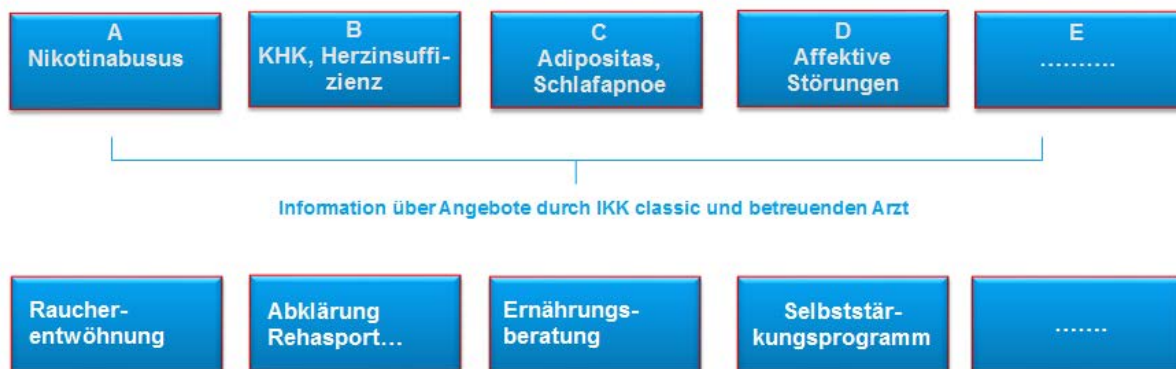 A
Nikotinabusus
B
KHK, Herzinsuffi-
zienz
C
Adipositas,
Schlafapnoe
D
Affektive
Störungen
E
..........
Information über Angebote durch IKK classic und betreuenden Arzt
Raucher-
entwöhnung
Abklärung
Rehasport...
Ernährungs-
beratung
Selbststär-
kungsprogramm
.......